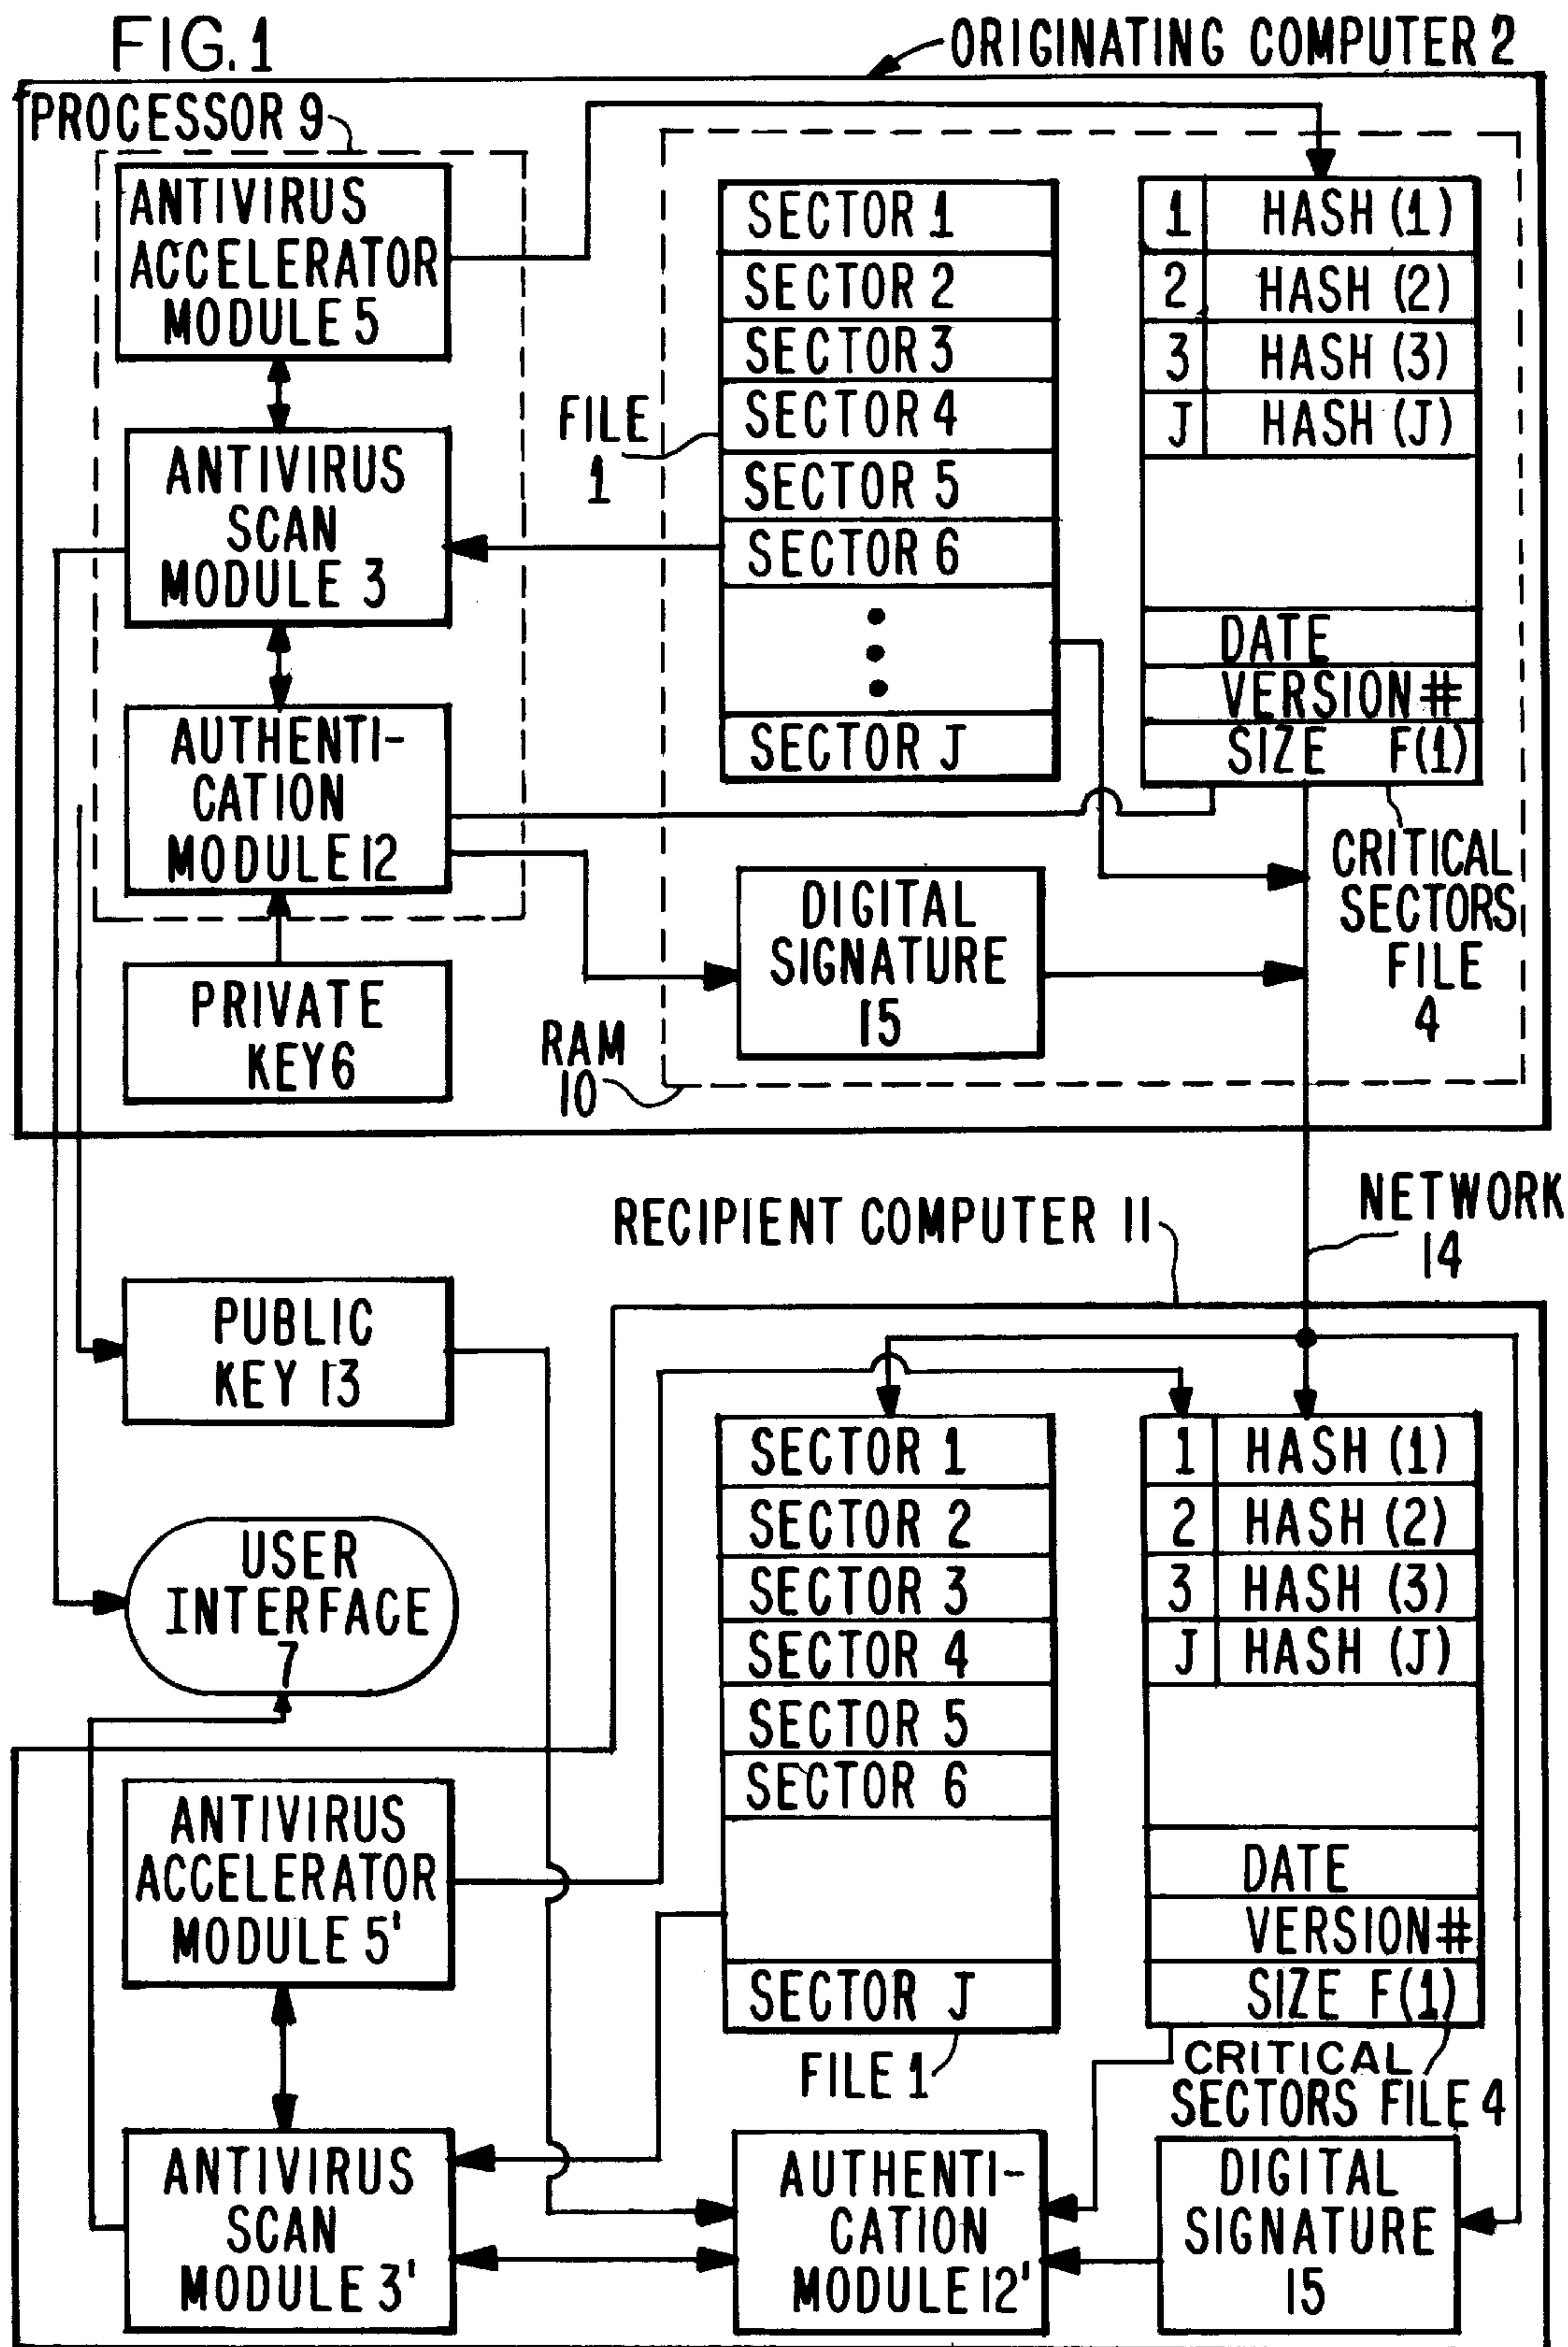 FIG. 1
ORIGINATING COMPUTER 2
PROCESSOR 9
ANTIVIRUS
ACCELERATOR
MODULE 5
ANTIVIRUS
SCAN
MODULE 3
AUTHENTI-
CATION
MODULE 12
PRIVATE
KEY 6
FILE
1
SECTOR 1
SECTOR 2
SECTOR 3
SECTOR 4
SECTOR 5
SECTOR 6
SECTOR J
1 HASH (1)
2 HASH (2)
3 HASH (3)
J HASH (J)
DATE
VERSION #
SIZE F(1)
CRITICAL
SECTORS
FILE
4
DIGITAL
SIGNATURE
15
RAM
10
NETWORK
14
RECIPIENT COMPUTER 11
PUBLIC
KEY 13
USER
INTERFACE
7
ANTIVIRUS
ACCELERATOR
MODULE 5'
ANTIVIRUS
SCAN
MODULE 3'
SECTOR 1
SECTOR 2
SECTOR 3
SECTOR 4
SECTOR 5
SECTOR 6
SECTOR J
FILE 1
1 HASH (1)
2 HASH (2)
3 HASH (3)
J HASH (J)
DATE
VERSION #
SIZE F(1)
CRITICAL
SECTORS FILE 4
AUTHENTI-
CATION
MODULE 12'
DIGITAL
SIGNATURE
15